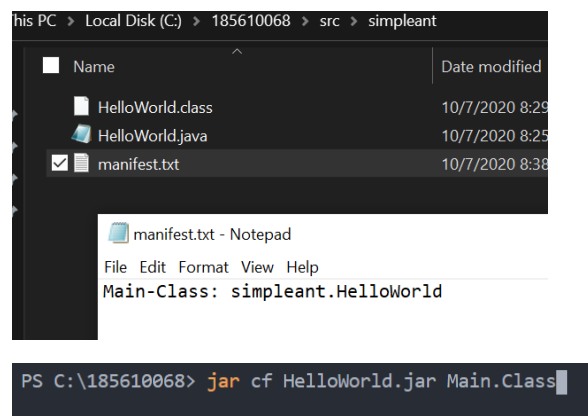 his PC > Local Disk (C:) > 185610068 > src > simpleant
Name Date modified
HelloWorld.class 10/7/2020 8:29
HelloWorld.java 10/7/2020 8:25
manifest.txt 10/7/2020 8:38
manifest.txt - Notepad
File Edit Format View Help
Main-Class: simpleant.HelloWorld
PS C:\185610068> jar cf HelloWorld.jar Main.Class